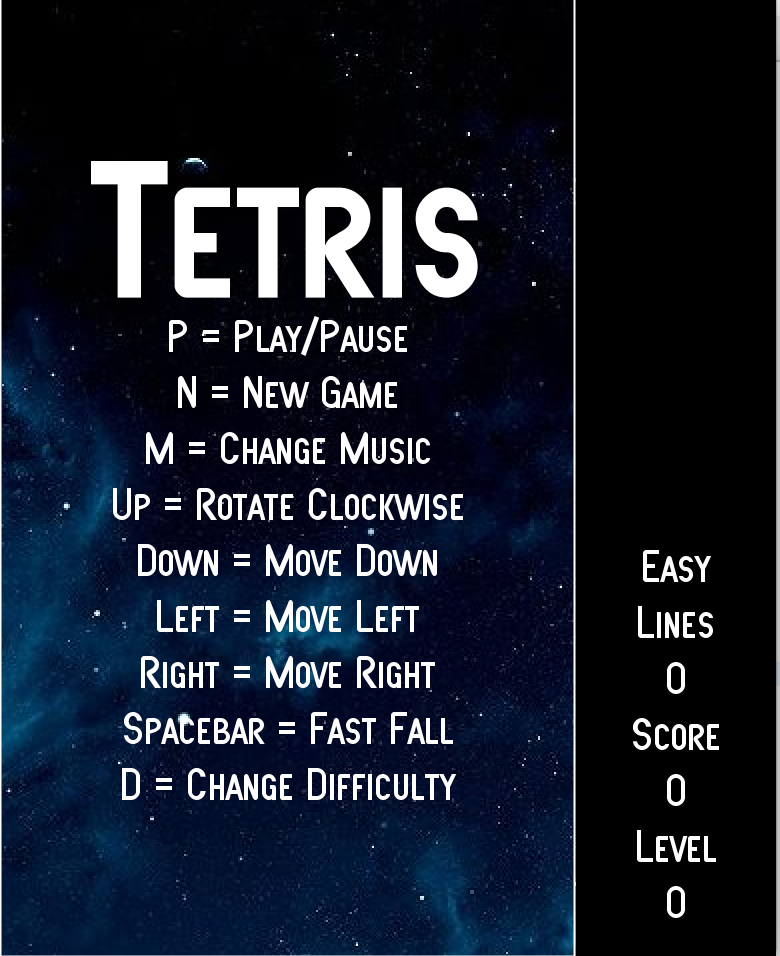 Tetris
P = Play/Pause
N = New Game
M = Change Music
Up = Rotate Clockwise
Down = Move Down
Left = Move Left
Right = Move Right
Spacebar = Fast Fall
D = Change Difficulty
Easy
Lines
0
Score
0
Level
0